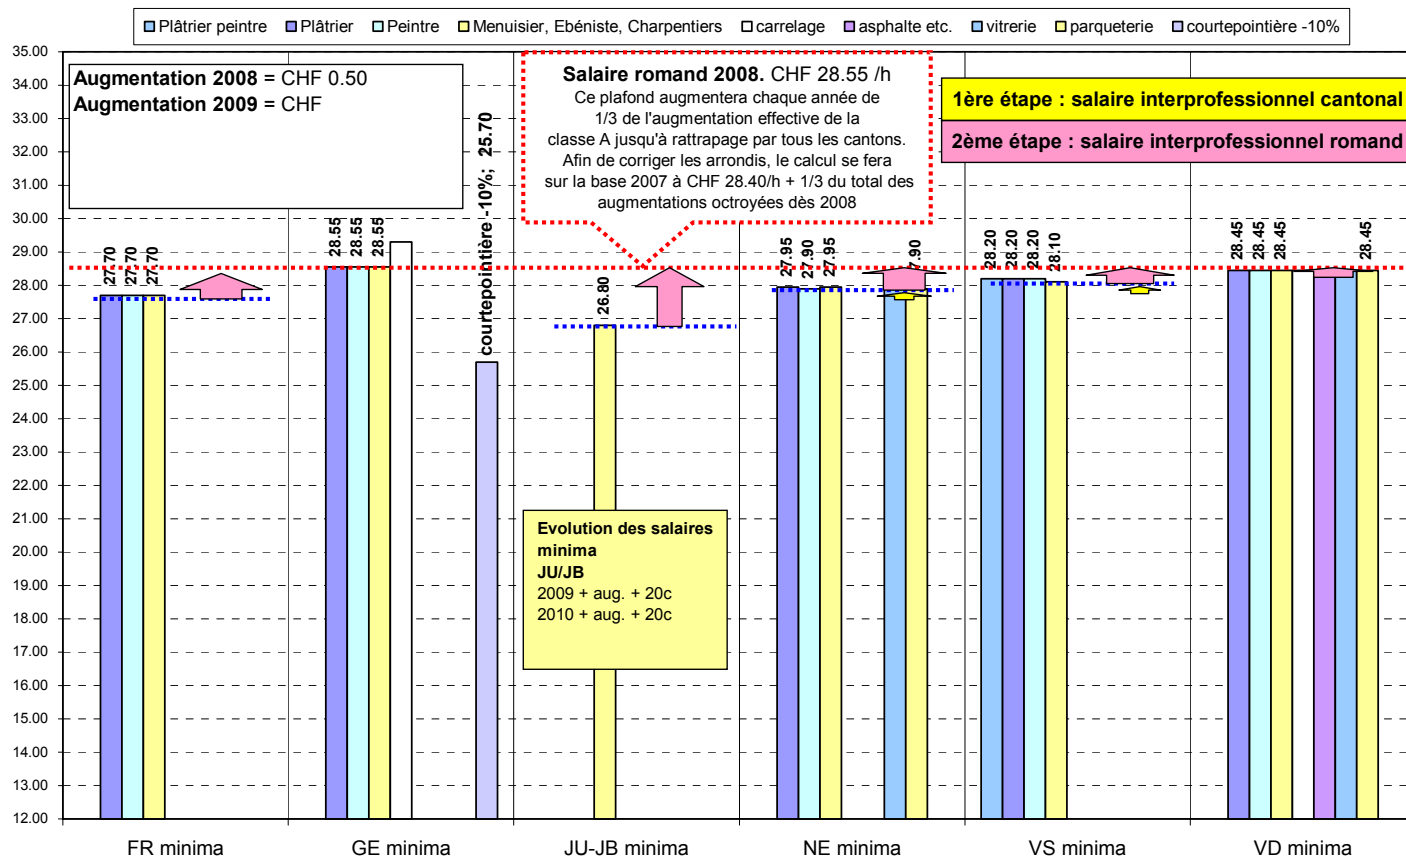 Plâtrier peintre Plâtrier Peintre Menuisier, Ebéniste, Charpentiers carrelage asphalte etc. vitrerie parqueterie courtepointière -10%
Augmentation 2008 = CHF 0.50
Augmentation 2009 = CHF
Salaire romand 2008. CHF 28.55 /h
Ce plafond augmentera chaque année de
1/3 de l'augmentation effective de la
classe A jusqu'à rattrapage par tous les cantons.
Afin de corriger les arrondis, le calcul se fera
sur la base 2007 à CHF 28.40/h + 1/3 du total des
augmentations octroyées dès 2008
1ère étape : salaire interprofessionnel cantonal
2ème étape : salaire interprofessionnel romand
35.00
34.00
33.00
32.00
31.00
30.00
29.00
28.00
27.00
26.00
25.00
24.00
23.00
22.00
21.00
20.00
19.00
18.00
17.00
16.00
15.00
14.00
13.00
12.00
27.70
27.70
27.70
28.55
28.55
28.55
courtepointière -10%; 25.70
26.80
27.95
27.90
27.95
7.90
28.20
28.20
28.20
28.10
28.45
28.45
28.45
28.45
Evolution des salaires
minima
JU/JB
2009 + aug. + 20c
2010 + aug. + 20c
FR minima GE minima JU-JB minima NE minima VS minima VD minima